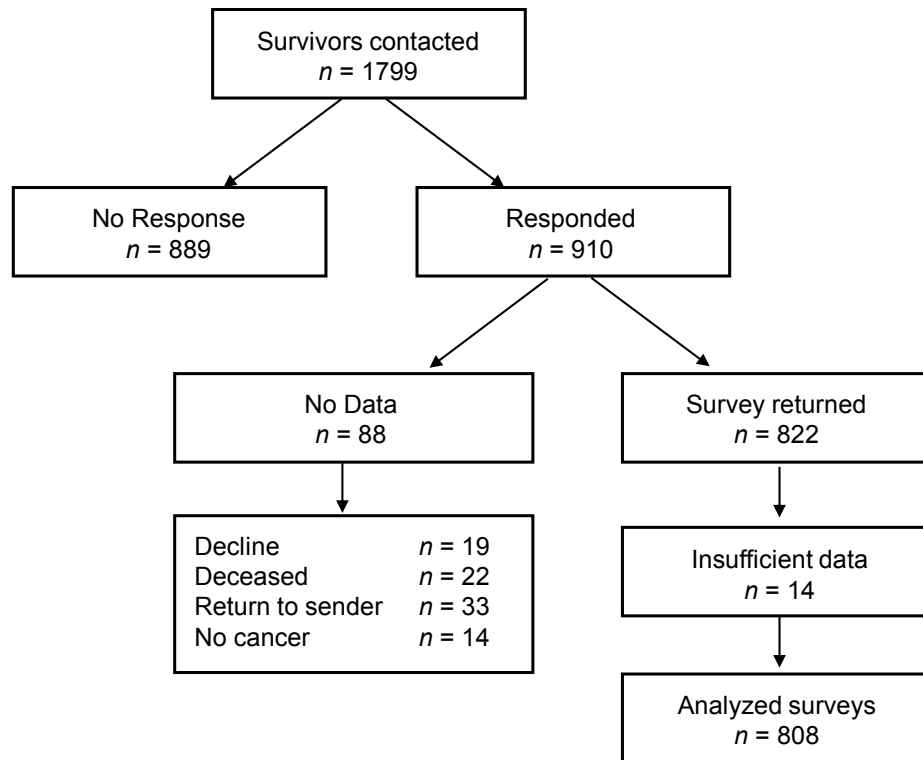 Survivors contacted
n = 1799
No Response
n = 889
Responded
n = 910
No Data
n = 88
Survey returned
n = 822
Decline n = 19
Deceased n = 22
Return to sender n = 33
No cancer n = 14
Insufficient data
n = 14
Analyzed surveys
n = 808